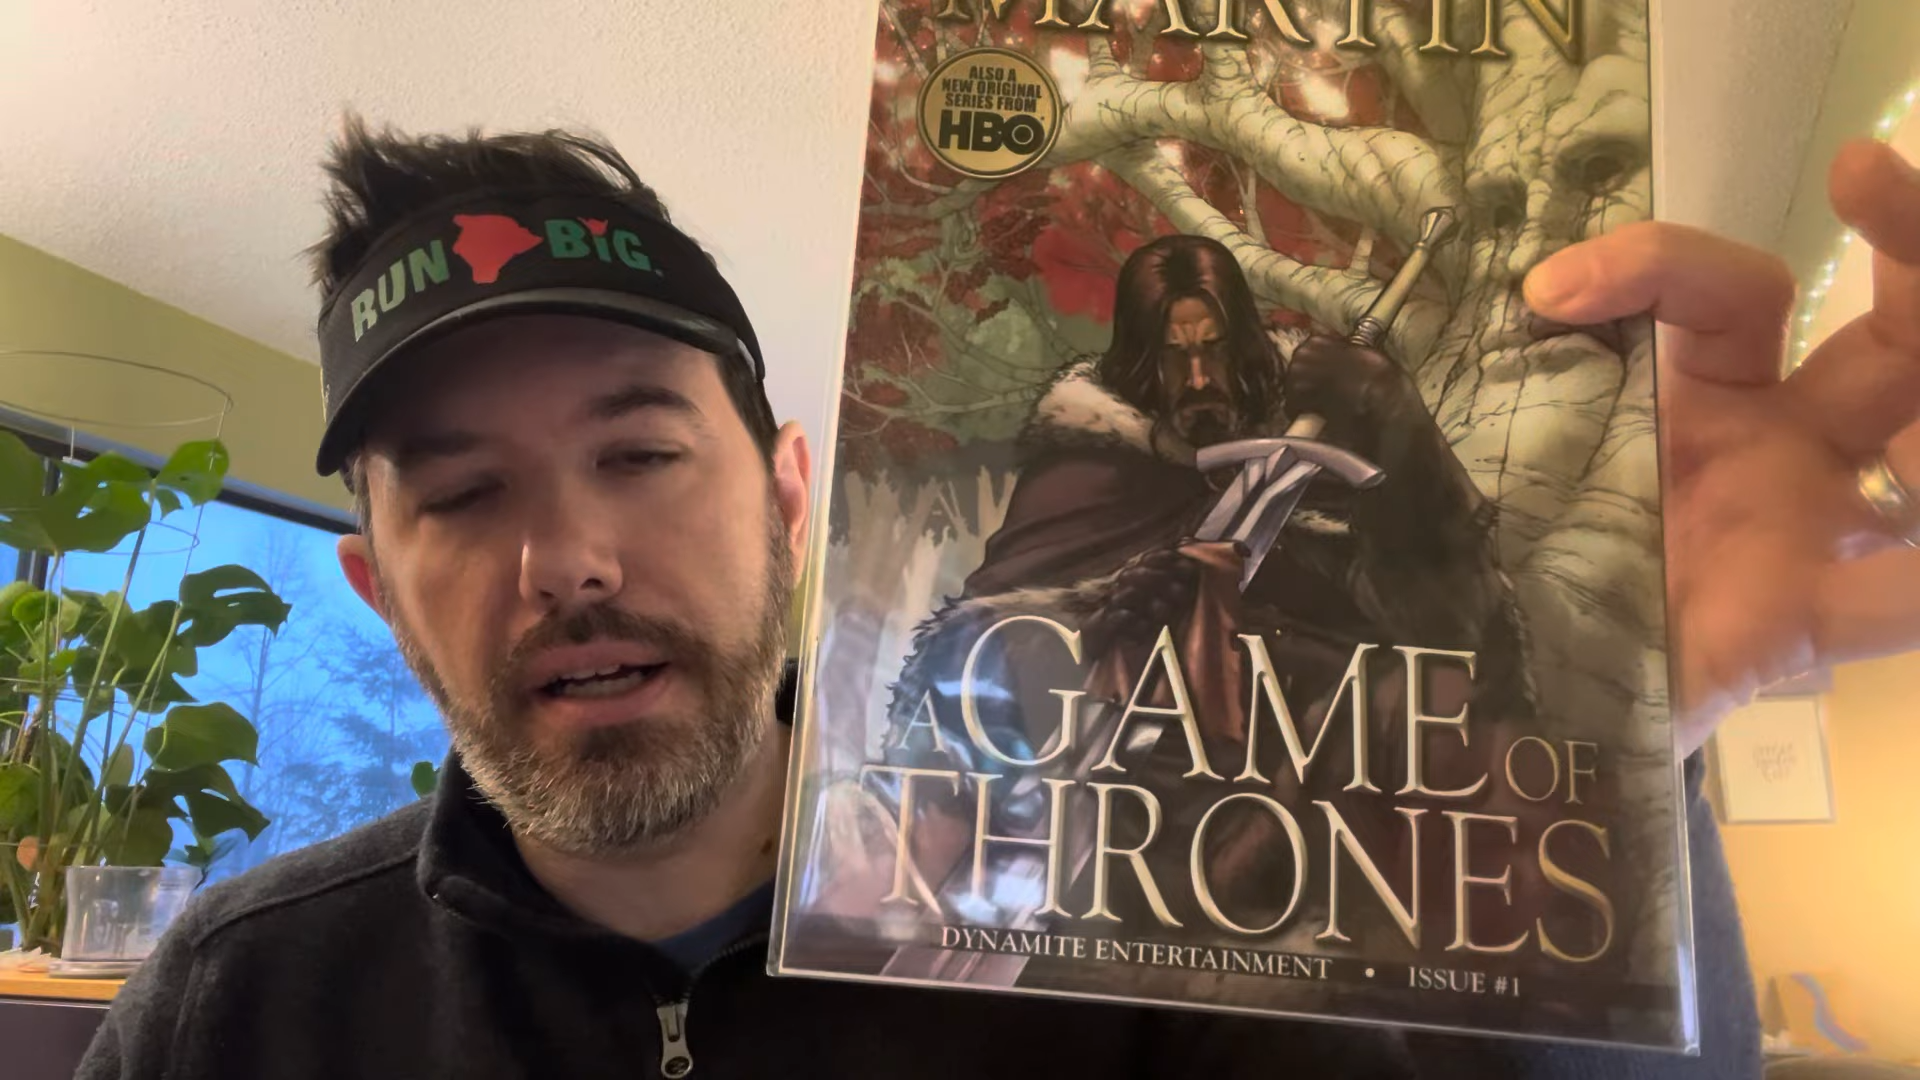 MARTIN
ALSO A
NEW ORIGINAL
SERIES FROM
HBO
RUN BIG.
A GAME OF
THRONES
DYNAMITE ENTERTAINMENT • ISSUE #1